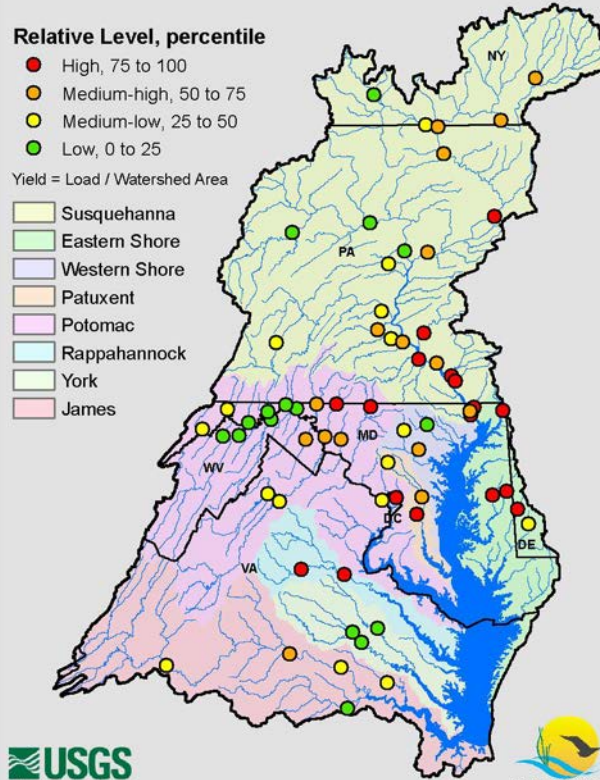 Relative Level, percentile
High, 75 to 100
Medium-high, 50 to 75
Medium-low, 25 to 50
Low, 0 to 25
Yield = Load / Watershed Area
Susquehanna
Eastern Shore
Western Shore
Patuxent
Potomac
Rappahannock
York
James
NY
PA
MD
WV
DC
DE
VA
USGS